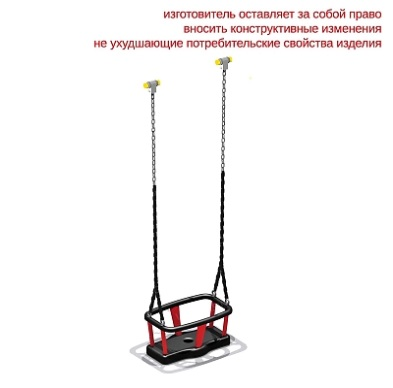 изготовитель оставляет за собой право
вносить конструктивные изменения
не ухудшающие потребительские свойства изделия